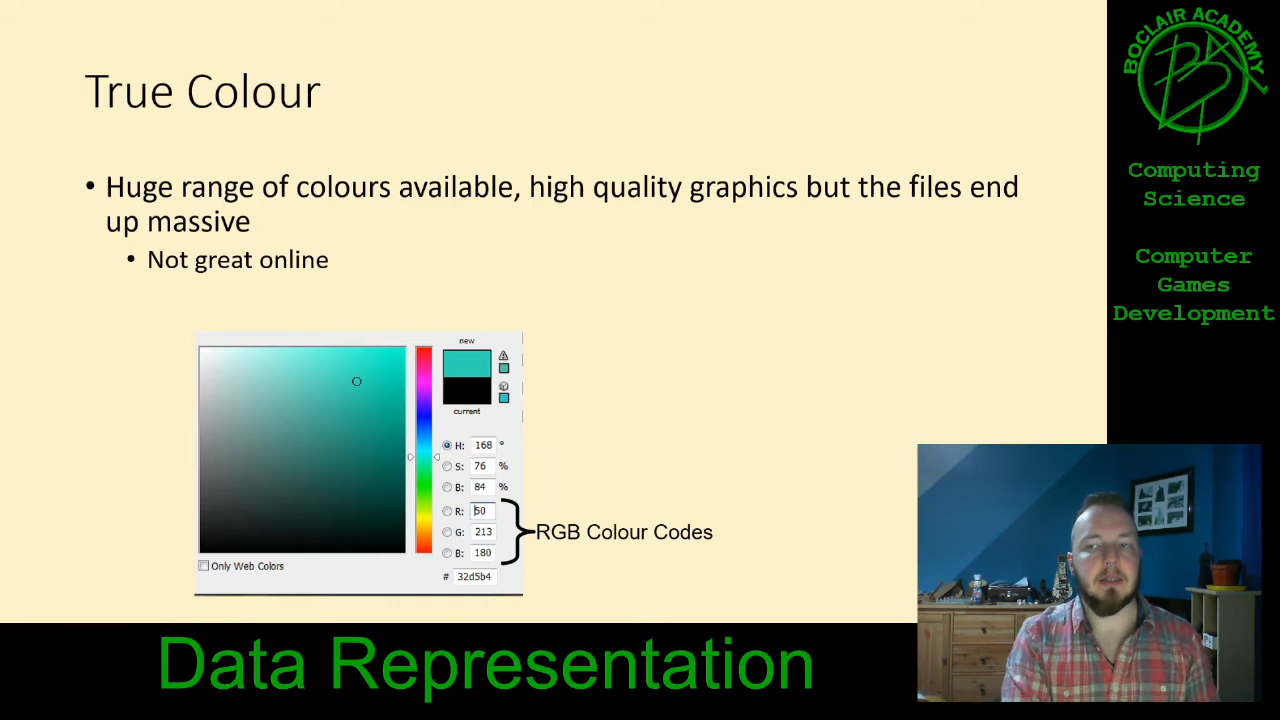 True Colour
• Huge range of colours available, high quality graphics but the files end
up massive
• Not great online
new
current
H: 168 °
S: 76 %
B: 84 %
R: 50
G: 213
B: 180
# 32d5b4
Only Web Colors
RGB Colour Codes
Data Representation
BOCLAIR ACADEMY
Computing
Science
Computer
Games
Development